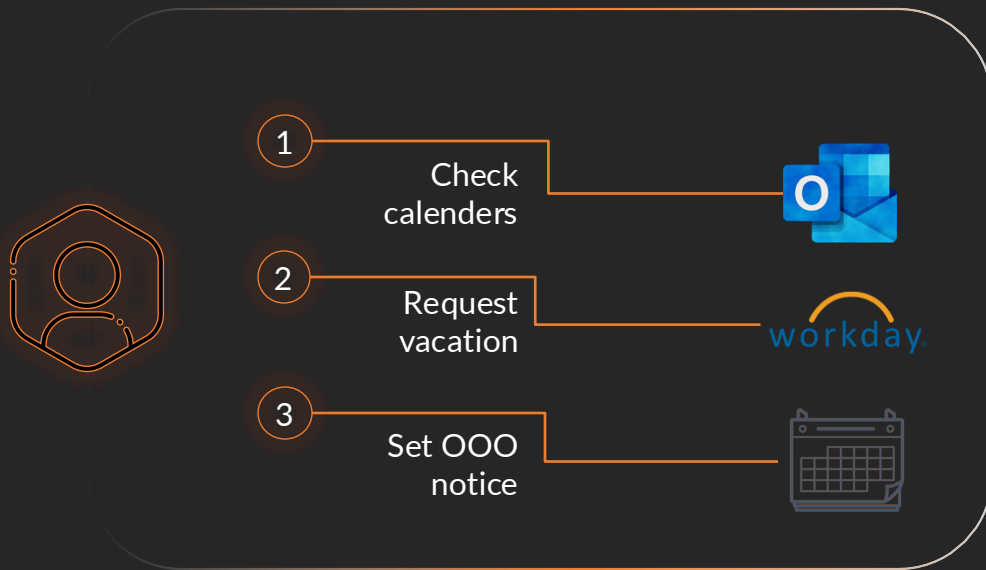 1
Check
calenders
O
2
Request
vacation
workday
3
Set OOO
notice